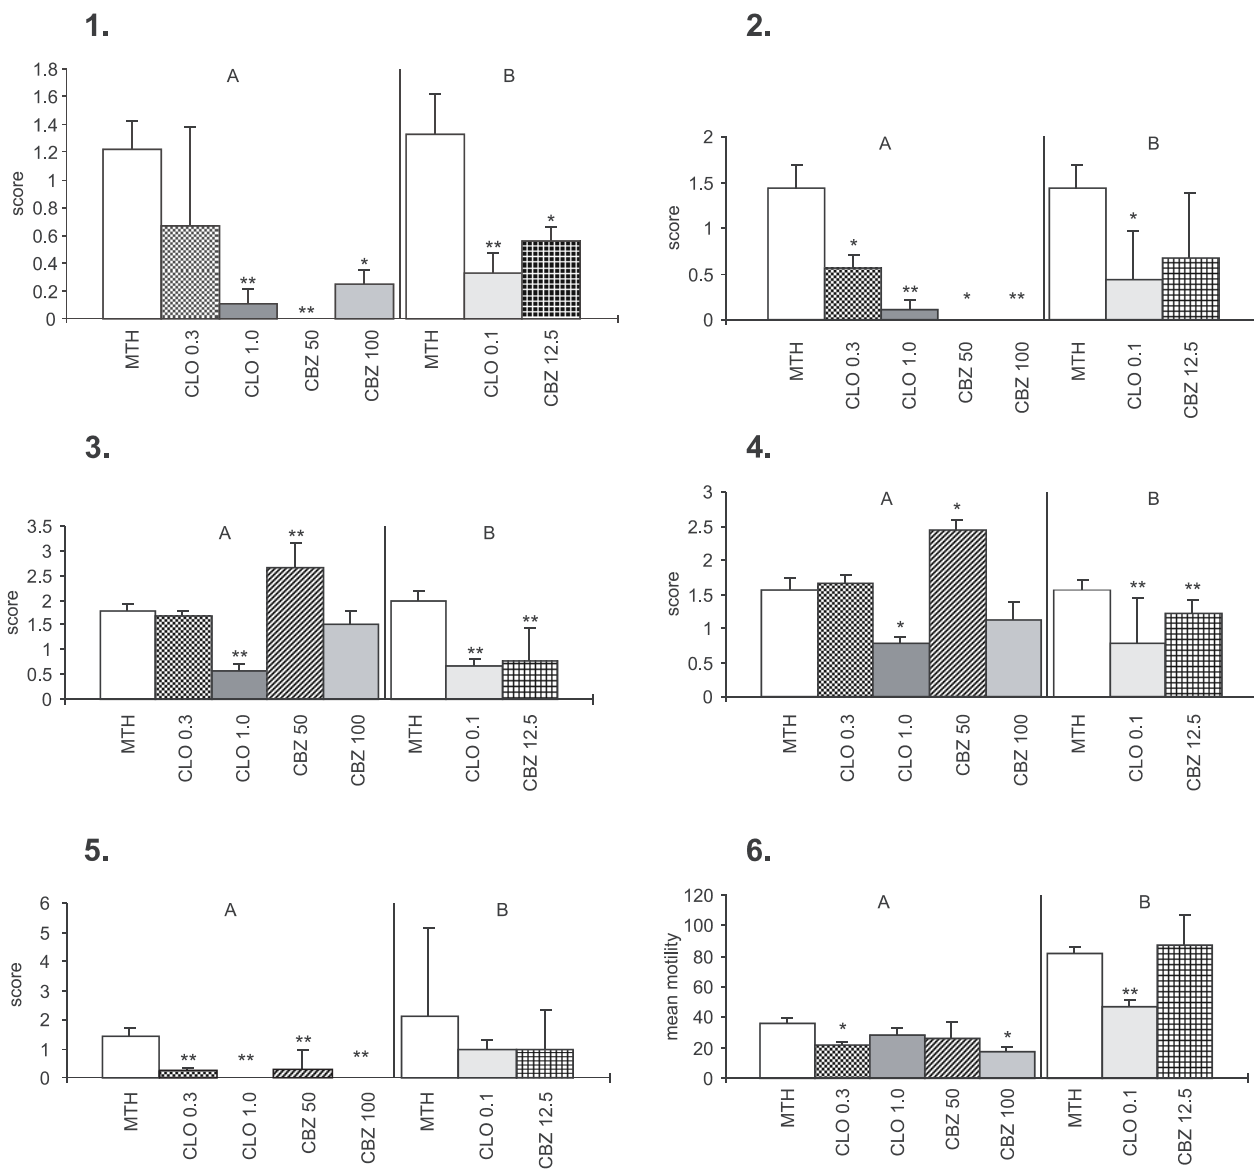 1.
1.8
1.6
1.4
1.2
1
0.8
0.6
0.4
0.2
0
score
A
B
**
**
*
**
*
MTH
CLO 0.3
CLO 1.0
CBZ 50
CBZ 100
MTH
CLO 0.1
CBZ 12.5
2.
2
1.5
1
0.5
0
score
A
B
*
**
*
**
*
MTH
CLO 0.3
CLO 1.0
CBZ 50
CBZ 100
MTH
CLO 0.1
CBZ 12.5
3.
3.5
3
2.5
2
1.5
1
0.5
0
score
A
B
**
**
**
**
MTH
CLO 0.3
CLO 1.0
CBZ 50
CBZ 100
MTH
CLO 0.1
CBZ 12.5
4.
3
2.5
2
1.5
1
0.5
0
score
A
B
*
*
**
**
MTH
CLO 0.3
CLO 1.0
CBZ 50
CBZ 100
MTH
CLO 0.1
CBZ 12.5
5.
6
5
4
3
2
1
0
score
A
B
**
**
**
**
MTH
CLO 0.3
CLO 1.0
CBZ 50
CBZ 100
MTH
CLO 0.1
CBZ 12.5
6.
120
100
80
60
40
20
0
mean motility
A
B
*
*
**
MTH
CLO 0.3
CLO 1.0
CBZ 50
CBZ 100
MTH
CLO 0.1
CBZ 12.5